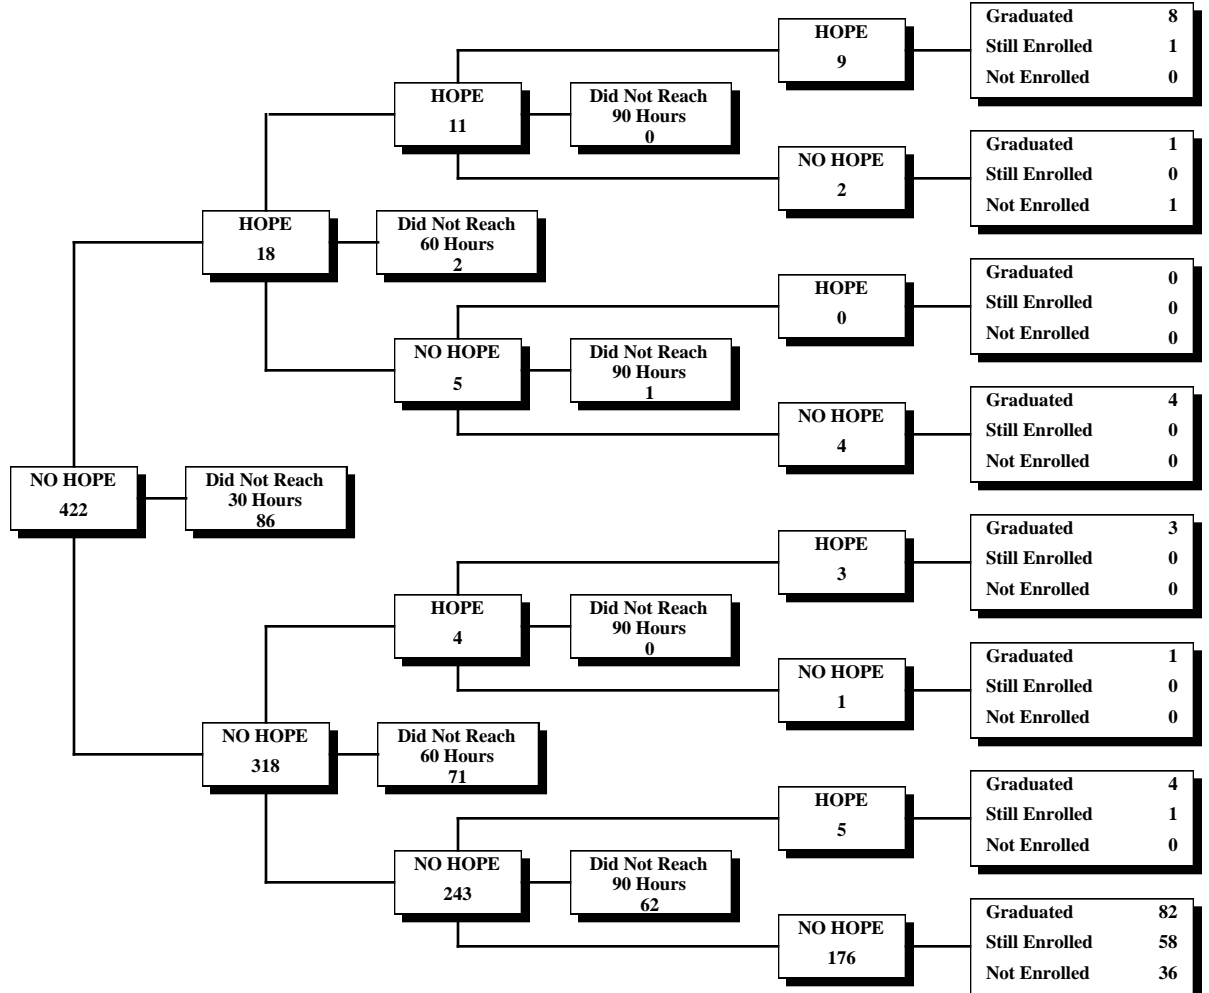 Graduated 8
HOPE
Still Enrolled 1
9
Not Enrolled 0
HOPE
11
Did Not Reach
90 Hours
0
Graduated 1
NO HOPE
Still Enrolled 0
2
Not Enrolled 1
HOPE
18
Did Not Reach
60 Hours
2
Graduated 0
HOPE
Still Enrolled 0
0
Not Enrolled 0
NO HOPE
5
Did Not Reach
90 Hours
1
Graduated 4
NO HOPE
Still Enrolled 0
4
Not Enrolled 0
NO HOPE
422
Did Not Reach
30 Hours
86
Graduated 3
HOPE
Still Enrolled 0
3
Not Enrolled 0
HOPE
4
Did Not Reach
90 Hours
0
Graduated 1
NO HOPE
Still Enrolled 0
1
Not Enrolled 0
NO HOPE
318
Did Not Reach
60 Hours
71
Graduated 4
HOPE
Still Enrolled 1
5
Not Enrolled 0
NO HOPE
243
Did Not Reach
90 Hours
62
Graduated 82
NO HOPE
Still Enrolled 58
176
Not Enrolled 36